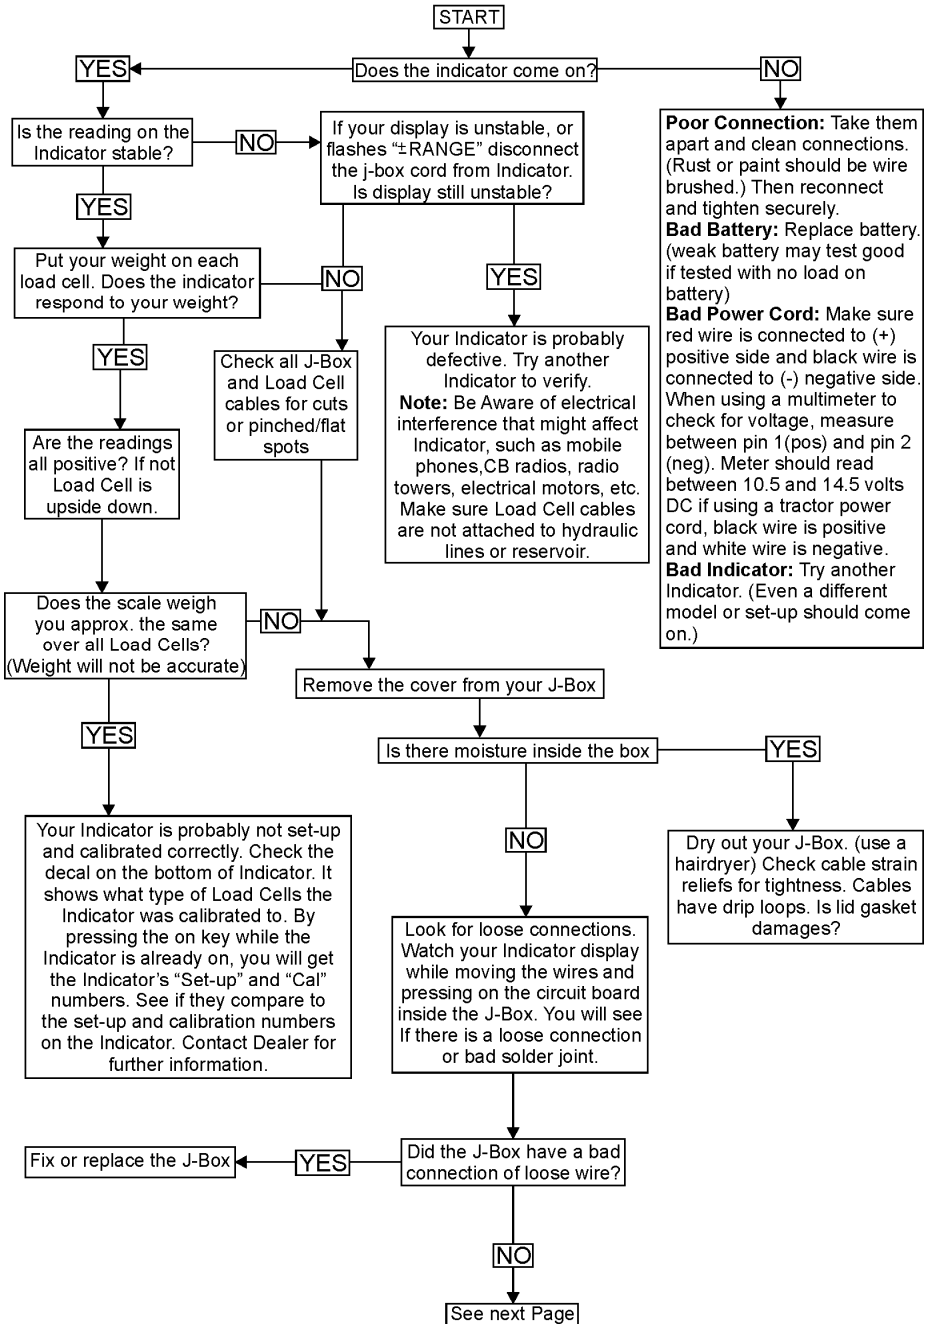 START
Does the indicator come on?
YES
NO
Is the reading on the
Indicator stable?
NO
If your display is unstable, or
flashes “±RANGE” disconnect
the j-box cord from Indicator.
Is display still unstable?
Poor Connection: Take them
apart and clean connections.
(Rust or paint should be wire
brushed.) Then reconnect
and tighten securely.
Bad Battery: Replace battery.
(weak battery may test good
if tested with no load on
battery)
Bad Power Cord: Make sure
red wire is connected to (+)
positive side and black wire is
connected to (-) negative side.
When using a multimeter to
check for voltage, measure
between pin 1(pos) and pin 2
(neg). Meter should read
between 10.5 and 14.5 volts
DC if using a tractor power
cord, black wire is positive
and white wire is negative.
Bad Indicator: Try another
Indicator. (Even a different
model or set-up should come
on.)
YES
Put your weight on each
load cell. Does the indicator
respond to your weight?
NO
YES
YES
Check all J-Box
and Load Cell
cables for cuts
or pinched/flat
spots
Your Indicator is probably
defective. Try another
Indicator to verify.
Note: Be Aware of electrical
interference that might affect
Indicator, such as mobile
phones,CB radios, radio
towers, electrical motors, etc.
Make sure Load Cell cables
are not attached to hydraulic
lines or reservoir.
Are the readings
all positive? If not
Load Cell is
upside down.
Does the scale weigh
you approx. the same
over all Load Cells?
(Weight will not be accurate)
NO
Remove the cover from your J-Box
YES
Is there moisture inside the box
YES
NO
Your Indicator is probably not set-up
and calibrated correctly. Check the
decal on the bottom of Indicator. It
shows what type of Load Cells the
Indicator was calibrated to. By
pressing the on key while the
Indicator is already on, you will get
the Indicator's “Set-up” and “Cal”
numbers. See if they compare to
the set-up and calibration numbers
on the Indicator. Contact Dealer for
further information.
Dry out your J-Box. (use a
hairdryer) Check cable strain
reliefs for tightness. Cables
have drip loops. Is lid gasket
damages?
Look for loose connections.
Watch your Indicator display
while moving the wires and
pressing on the circuit board
inside the J-Box. You will see
If there is a loose connection
or bad solder joint.
Did the J-Box have a bad
connection of loose wire?
YES
Fix or replace the J-Box
NO
See next Page